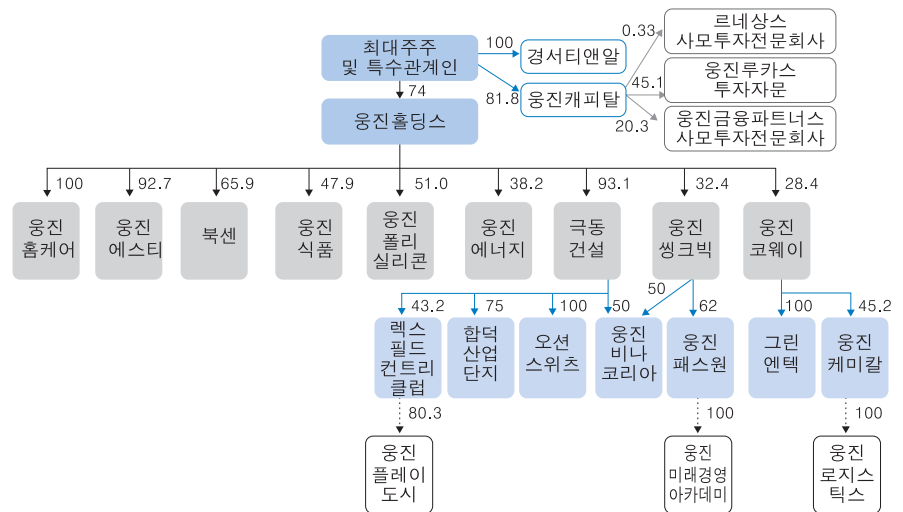 최대주주
및 특수관계인
100
경서티앤알
0.33
르네상스
사모투자전문회사
74
81.8
웅진캐피탈
45.1
웅진루카스
투자자문
20.3
웅진금융파트너스
사모투자전문회사
웅진홀딩스
100
92.7
65.9
47.9
51.0
38.2
93.1
32.4
28.4
웅진
홈케어
웅진
에스티
북센
웅진
식품
웅진
폴리
실리콘
웅진
에너지
극동
건설
웅진
씽크빅
웅진
코웨이
43.2
75
100
50
50
62
100
45.2
렉스
필드
컨트리
클럽
합덕
산업
단지
오션
스위츠
웅진
비나
코리아
웅진
패스원
그린
엔텍
웅진
케미칼
80.3
100
100
웅진
플레이
도시
웅진
미래경영
아카데미
웅진
로지스
틱스